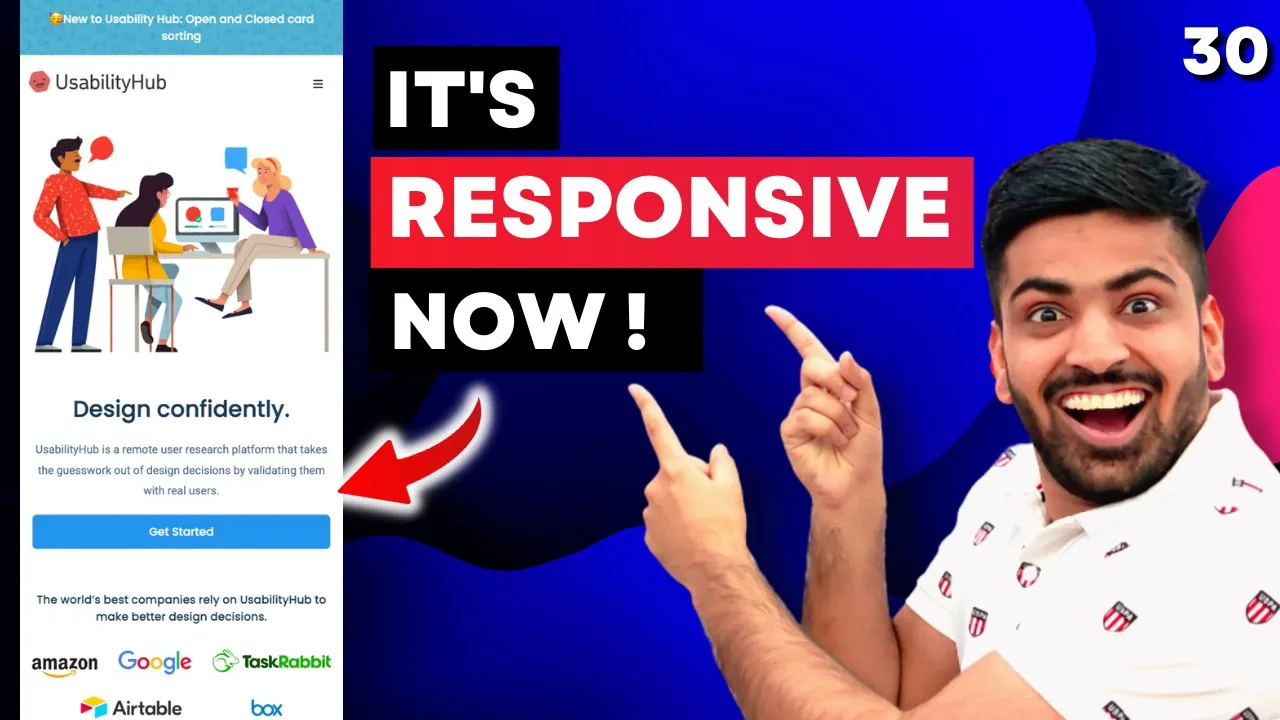 🥳New to Usability Hub: Open and Closed card
sorting
UsabilityHub
Design confidently.
UsabilityHub is a remote user research platform that takes
the guesswork out of design decisions by validating them
with real users.
Get Started
The world's best companies rely on UsabilityHub to
make better design decisions.
amazon Google TaskRabbit
Airtable box
IT'S
RESPONSIVE
NOW !
30